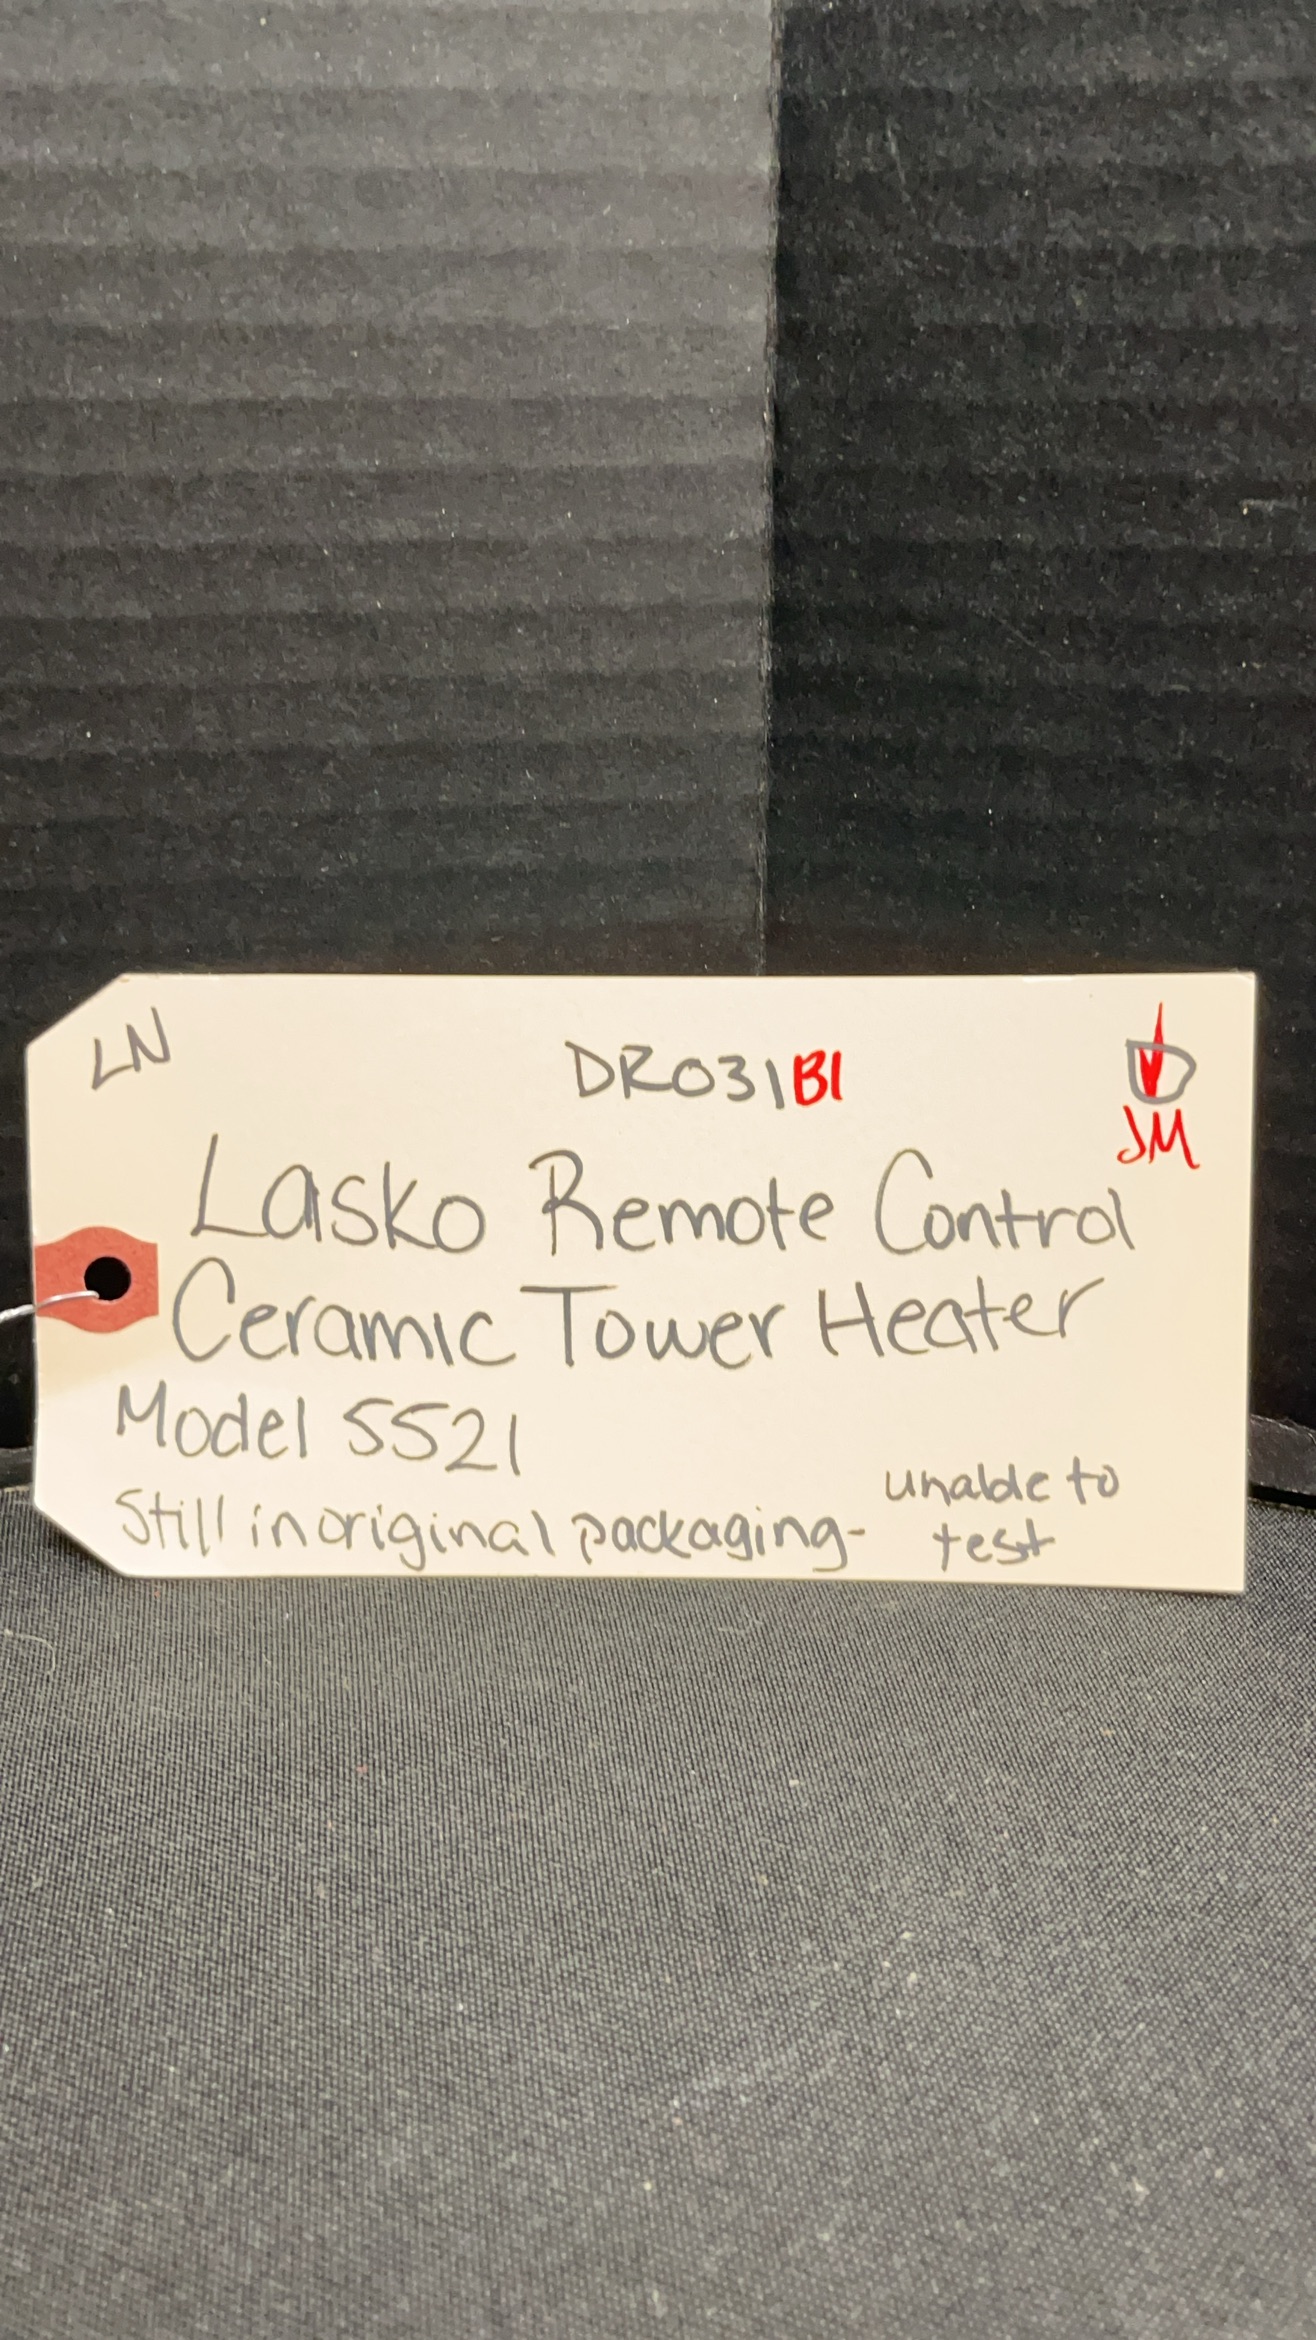 LN
DR031B1
D
JM
Lasko Remote Control
Ceramic Tower Heater
Model 5521
Still in original packaging- unable to
test